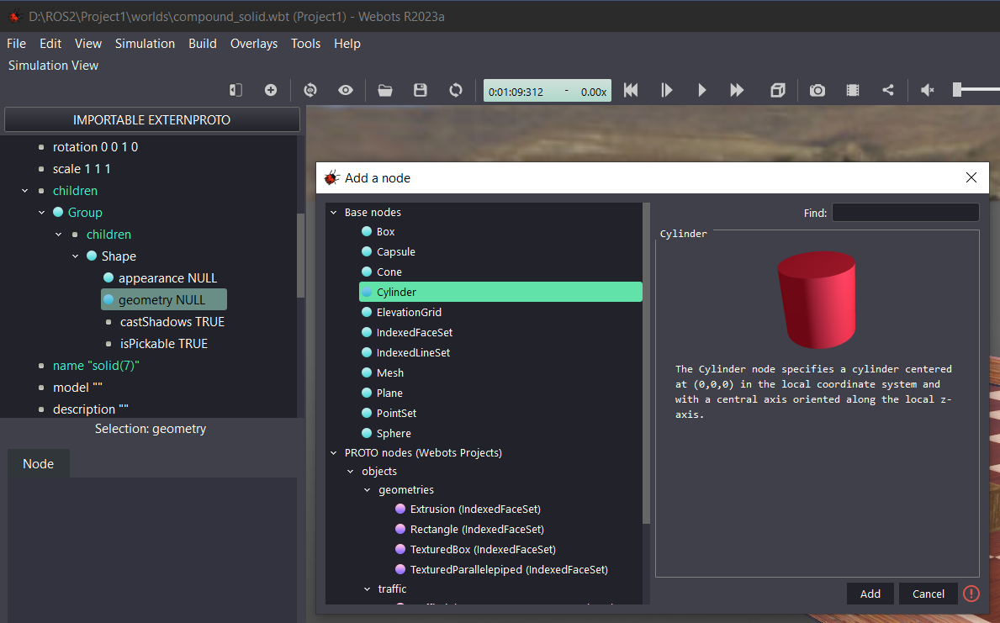 D:\ROS2\Project1\worlds\compound_solid.wbt (Project1) - Webots R2023a
File Edit View Simulation Build Overlays Tools Help
Simulation View
0:01:09:312 - 0.00x
IMPORTABLE EXTERNPROTO
rotation 0 0 1 0
scale 1 1 1
children
Group
children
Shape
appearance NULL
geometry NULL
castShadows TRUE
isPickable TRUE
name "solid(7)"
model ""
description ""
Selection: geometry
Node
Add a node
Base nodes
Box
Capsule
Cone
Cylinder
ElevationGrid
IndexedFaceSet
IndexedLineSet
Mesh
Plane
PointSet
Sphere
PROTO nodes (Webots Projects)
objects
geometries
Extrusion (IndexedFaceSet)
Rectangle (IndexedFaceSet)
TexturedBox (IndexedFaceSet)
TexturedParallelepiped (IndexedFaceSet)
traffic
Find:
Cylinder
The Cylinder node specifies a cylinder centered
at (0,0,0) in the local coordinate system and
with a central axis oriented along the local z-
axis.
Add Cancel